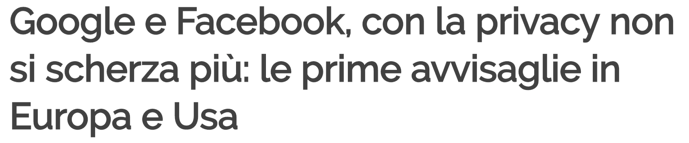 Google e Facebook, con la privacy non
si scherza più: le prime avvisaglie in
Europa e Usa